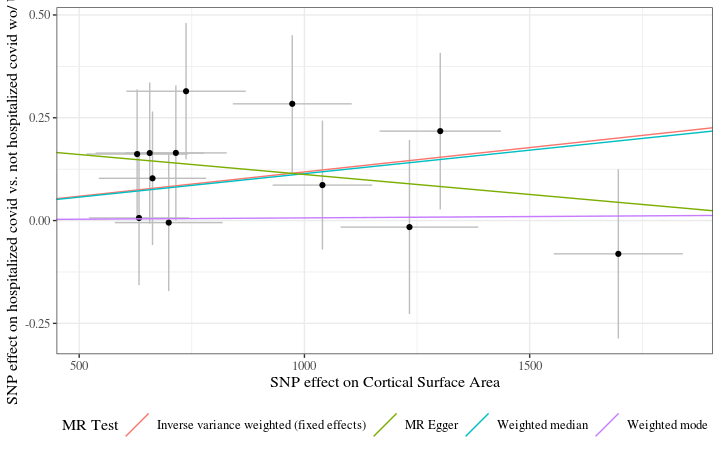 SNP effect on hospitalized covid vs. not hospitalized covid wo/
0.50
0.25
0.00
-0.25
500
1000
1500
SNP effect on Cortical Surface Area
MR Test
Inverse variance weighted (fixed effects)
MR Egger
Weighted median
Weighted mode